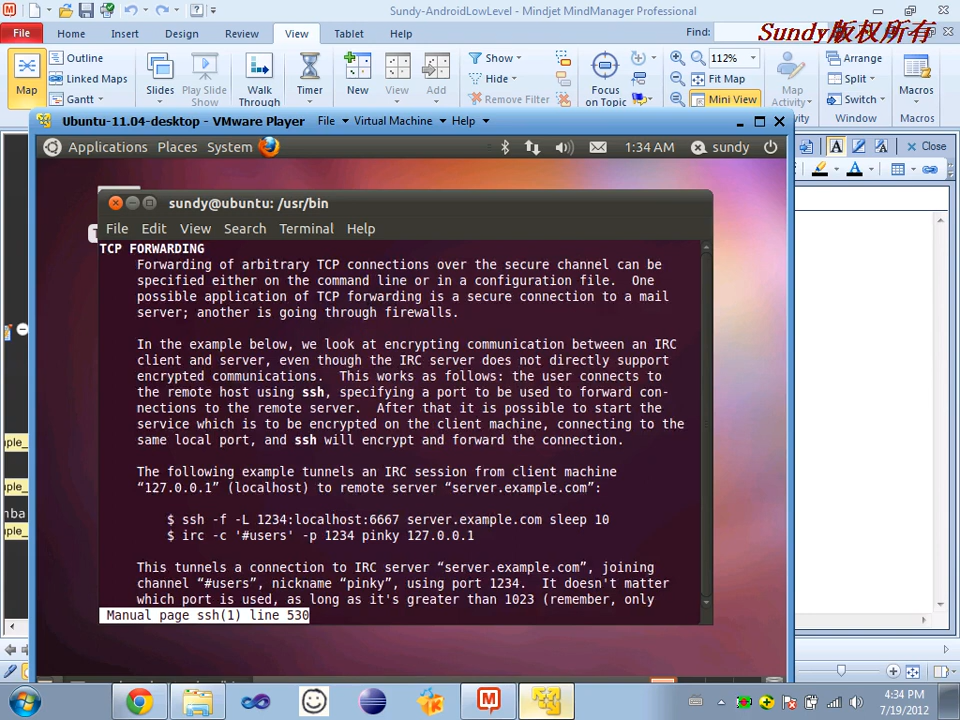 Sundy-AndroidLowLevel - Mindjet MindManager Professional
File Home Insert Design Review View Tablet Help Find:
Sundy版权所有
Map
Outline
Linked Maps
Gantt
Slides
Play Slide Show
Walk Through
Timer
New
View
Add
Show
Hide
Remove Filter
Focus on Topic
112%
Fit Map
Mini View
Map Activity
Arrange
Split
Switch
Window
Macros
Macros
Ubuntu-11.04-desktop - VMware Player File Virtual Machine Help
Close
Applications Places System 1:34 AM sundy
sundy@ubuntu: /usr/bin
File Edit View Search Terminal Help
TCP FORWARDING
Forwarding of arbitrary TCP connections over the secure channel can be
specified either on the command line or in a configuration file.  One
possible application of TCP forwarding is a secure connection to a mail
server; another is going through firewalls.
In the example below, we look at encrypting communication between an IRC
client and server, even though the IRC server does not directly support
encrypted communications.  This works as follows: the user connects to
the remote host using ssh, specifying a port to be used to forward con-
nections to the remote server.  After that it is possible to start the
service which is to be encrypted on the client machine, connecting to the
same local port, and ssh will encrypt and forward the connection.
The following example tunnels an IRC session from client machine
“127.0.0.1” (localhost) to remote server “server.example.com”:
$ ssh -f -L 1234:localhost:6667 server.example.com sleep 10
$ irc -c '#users' -p 1234 pinky 127.0.0.1
This tunnels a connection to IRC server “server.example.com”, joining
channel “#users”, nickname “pinky”, using port 1234.  It doesn't matter
which port is used, as long as it's greater than 1023 (remember, only
Manual page ssh(1) line 530
4:34 PM
7/19/2012